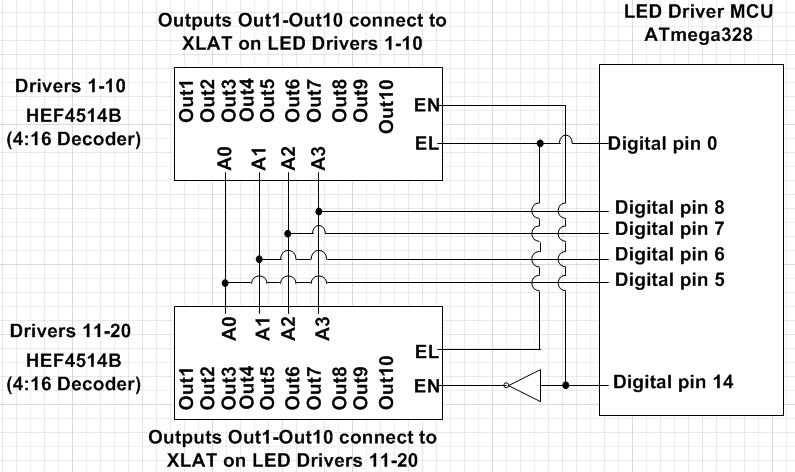 Outputs Out1-Out10 connect to
XLAT on LED Drivers 1-10
LED Driver MCU
ATmega328
Drivers 1-10
HEF4514B
(4:16 Decoder)
Out1 Out2 Out3 Out4 Out5 Out6 Out7 Out8 Out9 Out10
EN
EL
A0 A1 A2 A3
Digital pin 0
Digital pin 8
Digital pin 7
Digital pin 6
Digital pin 5
Drivers 11-20
HEF4514B
(4:16 Decoder)
A0 A1 A2 A3
EL
EN
Out1 Out2 Out3 Out4 Out5 Out6 Out7 Out8 Out9 Out10
Digital pin 14
Outputs Out1-Out10 connect to
XLAT on LED Drivers 11-20